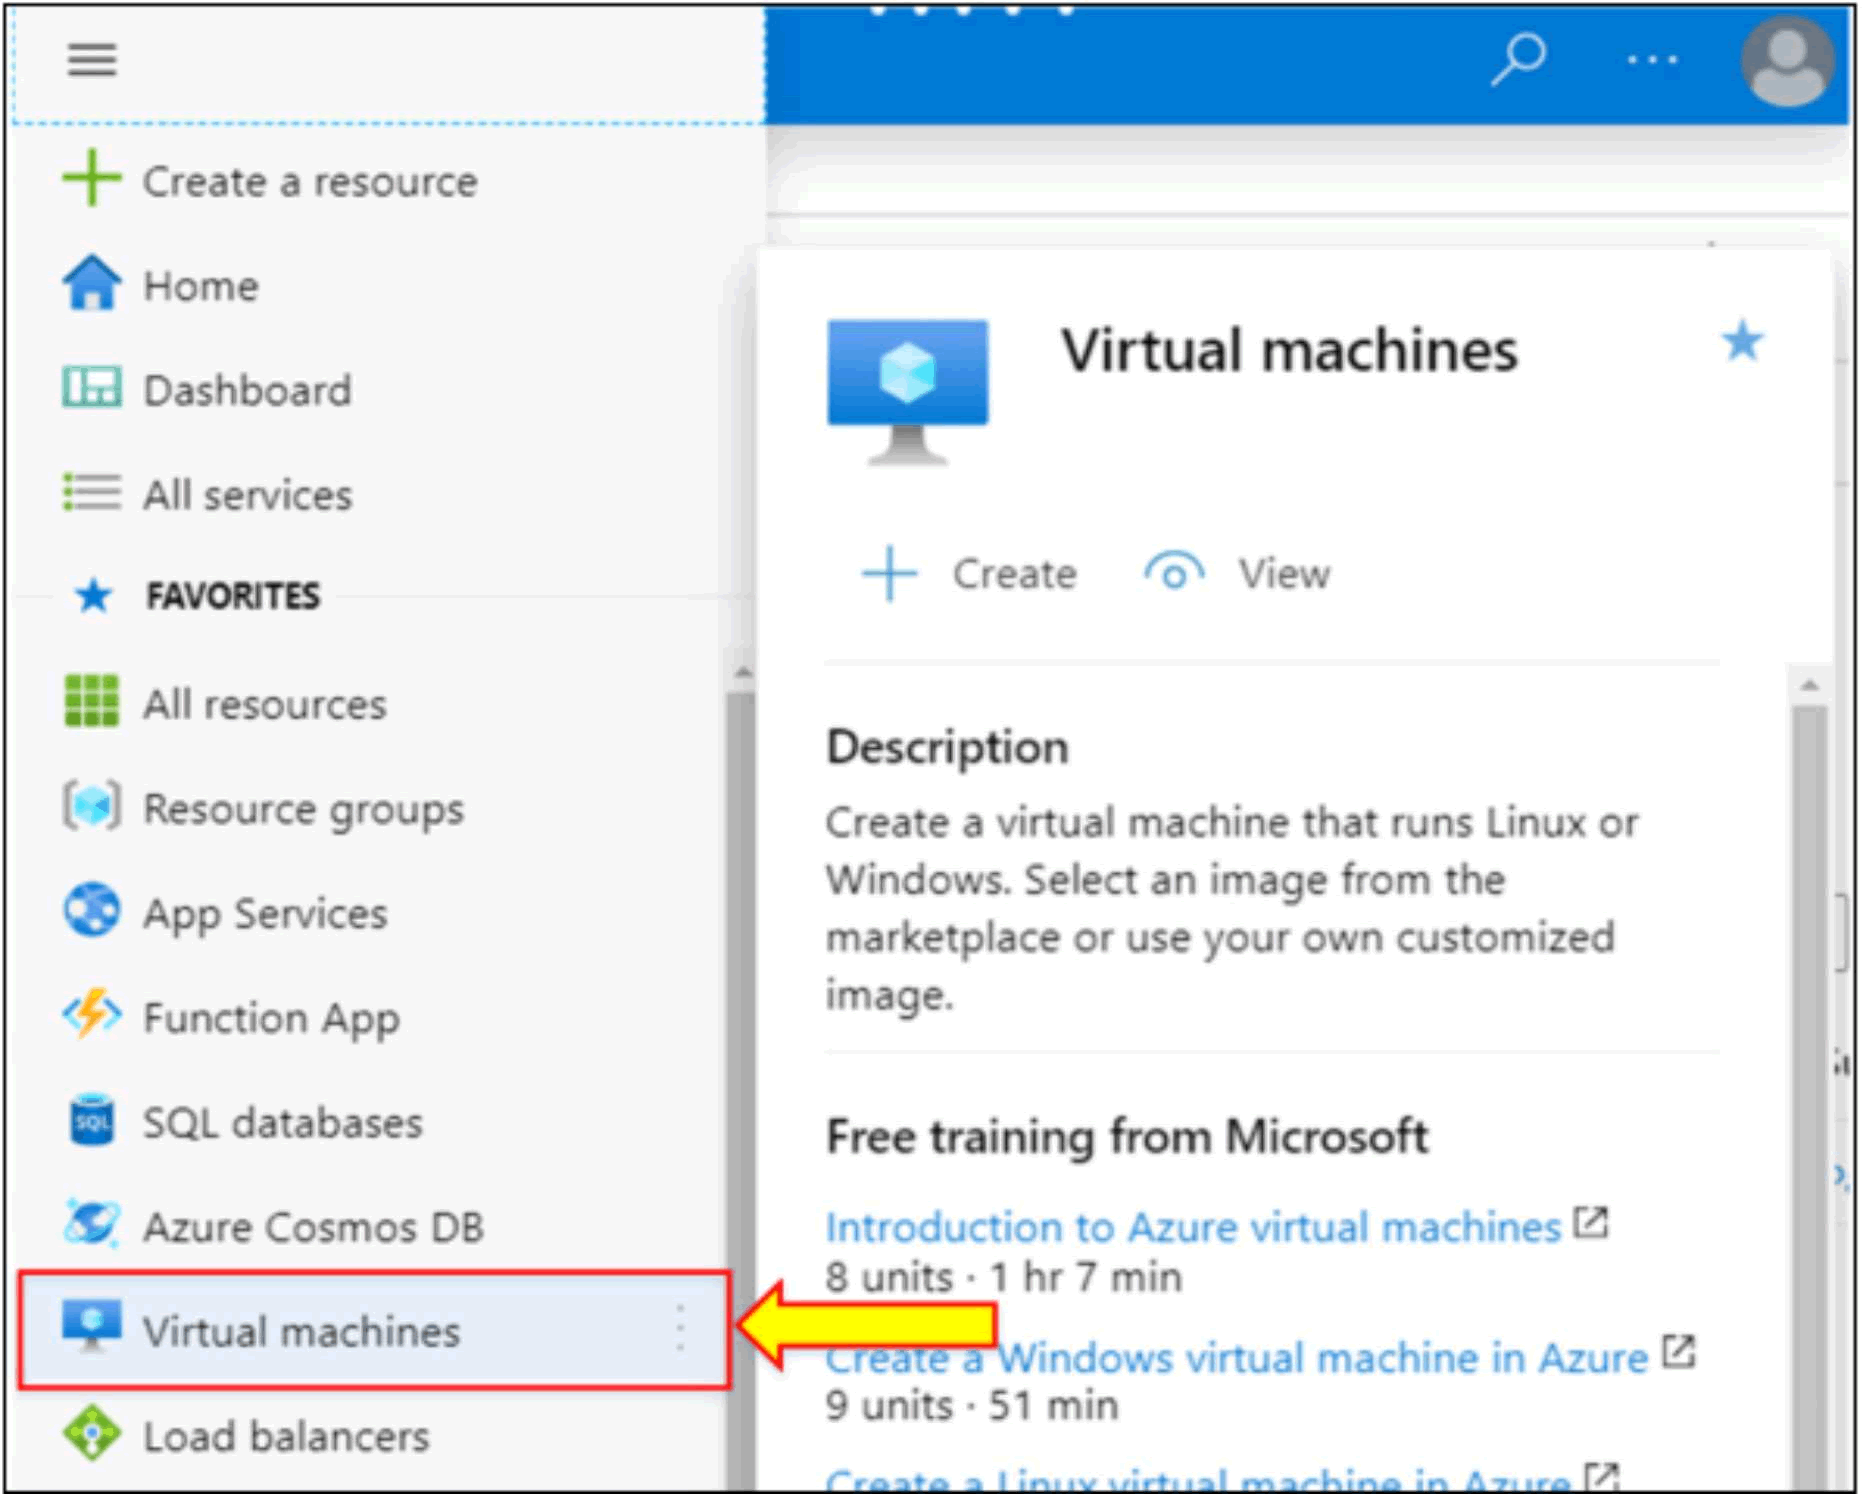 Create a resource
Home
Dashboard
All services
FAVORITES
All resources
Resource groups
App Services
Function App
SQL databases
Azure Cosmos DB
Virtual machines
Load balancers
Virtual machines
Create
View
Description
Create a virtual machine that runs Linux or
Windows. Select an image from the
marketplace or use your own customized
image.
Free training from Microsoft
Introduction to Azure virtual machines
8 units · 1 hr 7 min
Create a Windows virtual machine in Azure
9 units · 51 min
Create a Linux virtual machine in Azure
SQL